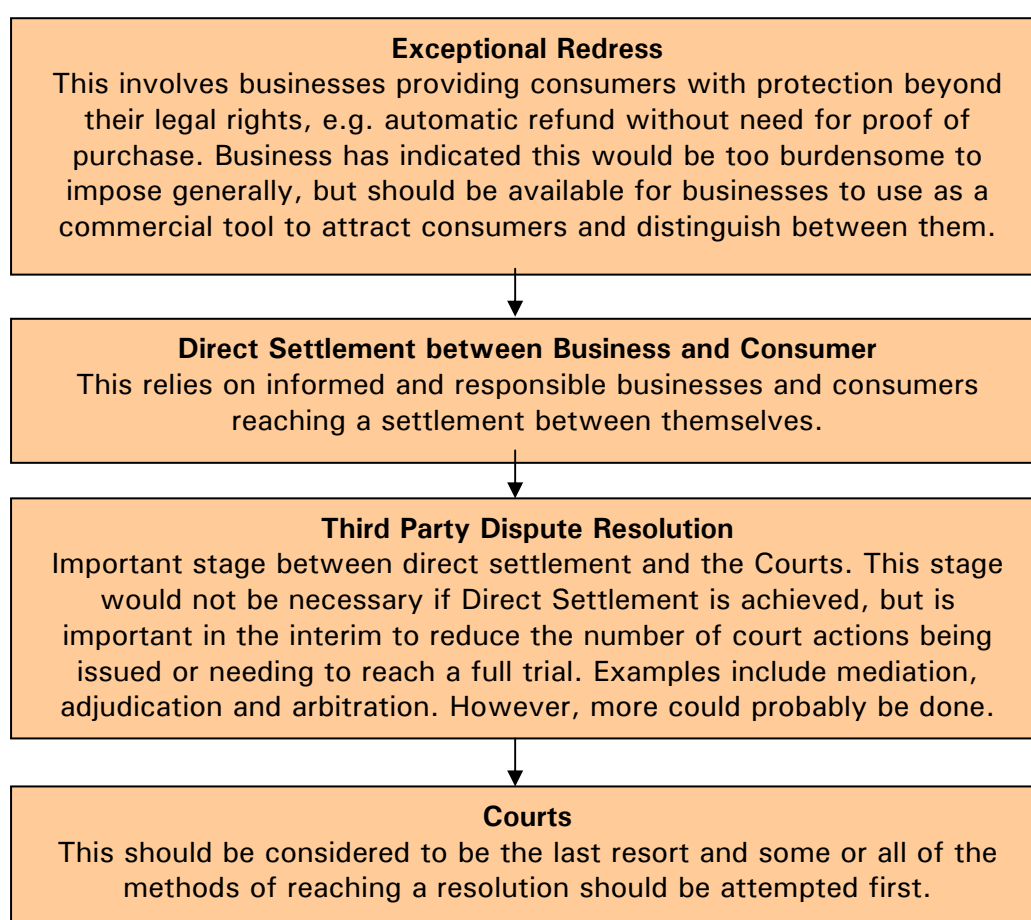 Exceptional Redress
This involves businesses providing consumers with protection beyond
their legal rights, e.g. automatic refund without need for proof of
purchase. Business has indicated this would be too burdensome to
impose generally, but should be available for businesses to use as a
commercial tool to attract consumers and distinguish between them.
Direct Settlement between Business and Consumer
This relies on informed and responsible businesses and consumers
reaching a settlement between themselves.
Third Party Dispute Resolution
Important stage between direct settlement and the Courts. This stage
would not be necessary if Direct Settlement is achieved, but is
important in the interim to reduce the number of court actions being
issued or needing to reach a full trial. Examples include mediation,
adjudication and arbitration. However, more could probably be done.
Courts
This should be considered to be the last resort and some or all of the
methods of reaching a resolution should be attempted first.